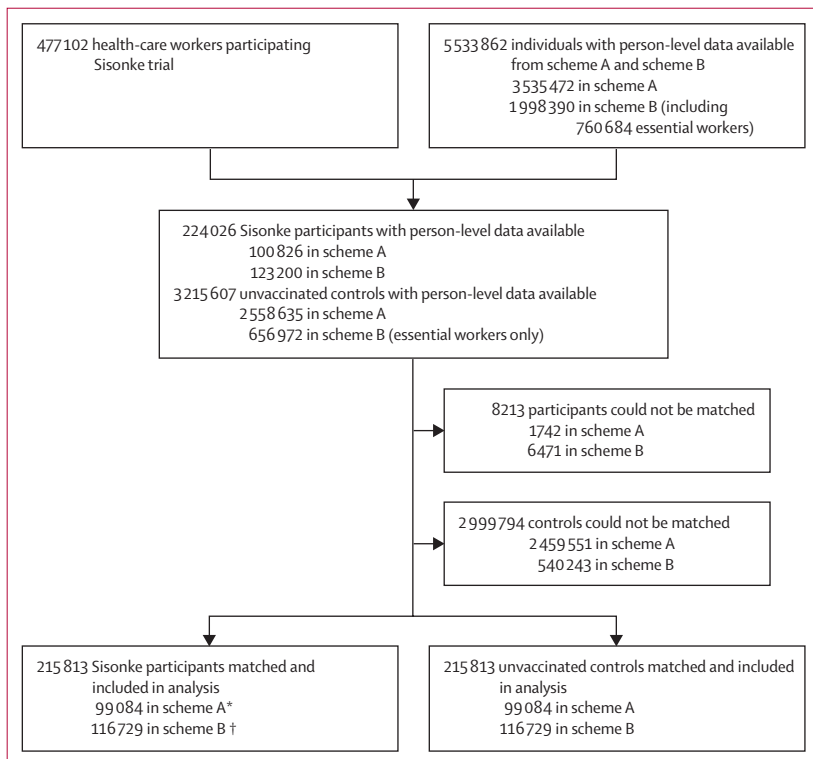 477 102 health-care workers participating
Sisonke trial
5 533 862 individuals with person-level data available
from scheme A and scheme B
3 535 472 in scheme A
1 998 390 in scheme B (including
760 684 essential workers)
224 026 Sisonke participants with person-level data available
100 826 in scheme A
123 200 in scheme B
3 215 607 unvaccinated controls with person-level data available
2 558 635 in scheme A
656 972 in scheme B (essential workers only)
8213 participants could not be matched
1742 in scheme A
6471 in scheme B
2 999 794 controls could not be matched
2 459 551 in scheme A
540 243 in scheme B
215 813 Sisonke participants matched and
included in analysis
99 084 in scheme A*
116 729 in scheme B †
215 813 unvaccinated controls matched and included
in analysis
99 084 in scheme A
116 729 in scheme B